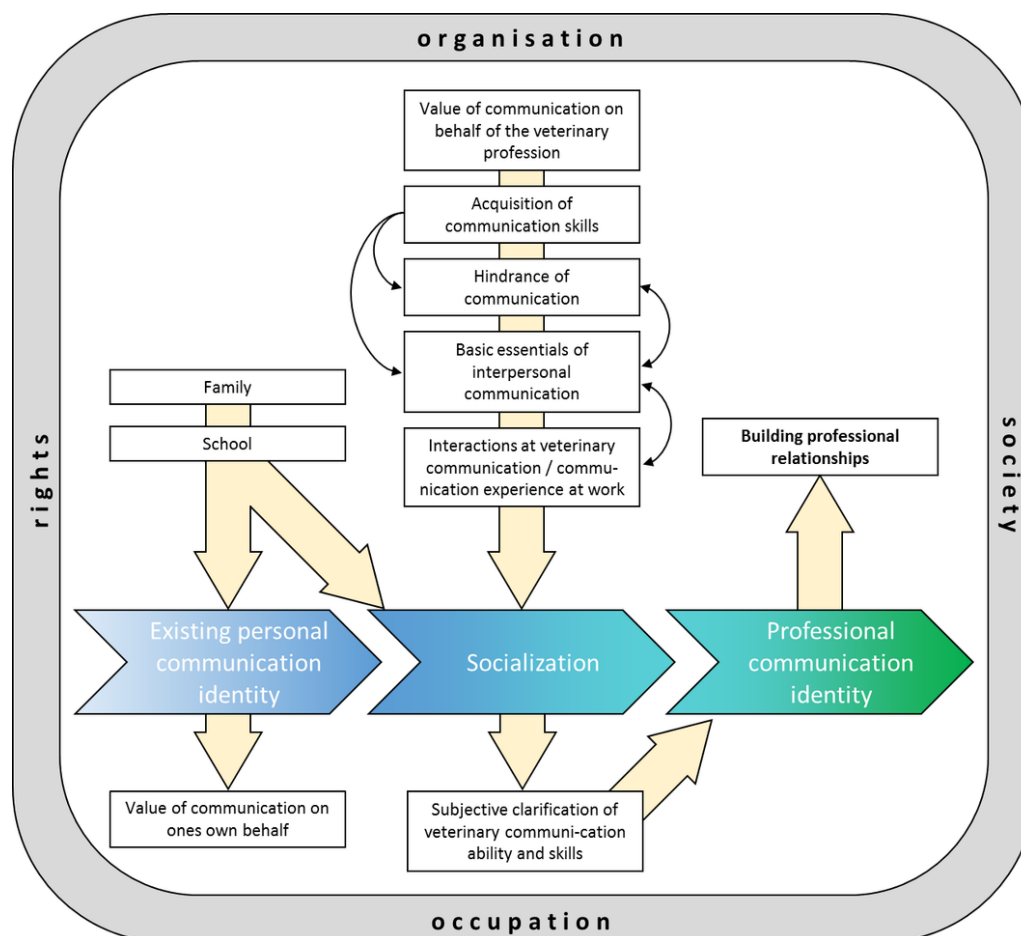 organisation
Value of communication on
behalf of the veterinary
profession
Acquisition of
communication skills
Hindrance of
communication
Basic essentials of
interpersonal
communication
Family
School
Interactions at veterinary
communication / commu-
nication experience at work
Building professional
relationships
rights
society
Existing personal
communication
identity
Socialization
Professional
communication
identity
Value of communication on
ones own behalf
Subjective clarification of
veterinary communi-cation
ability and skills
occupation